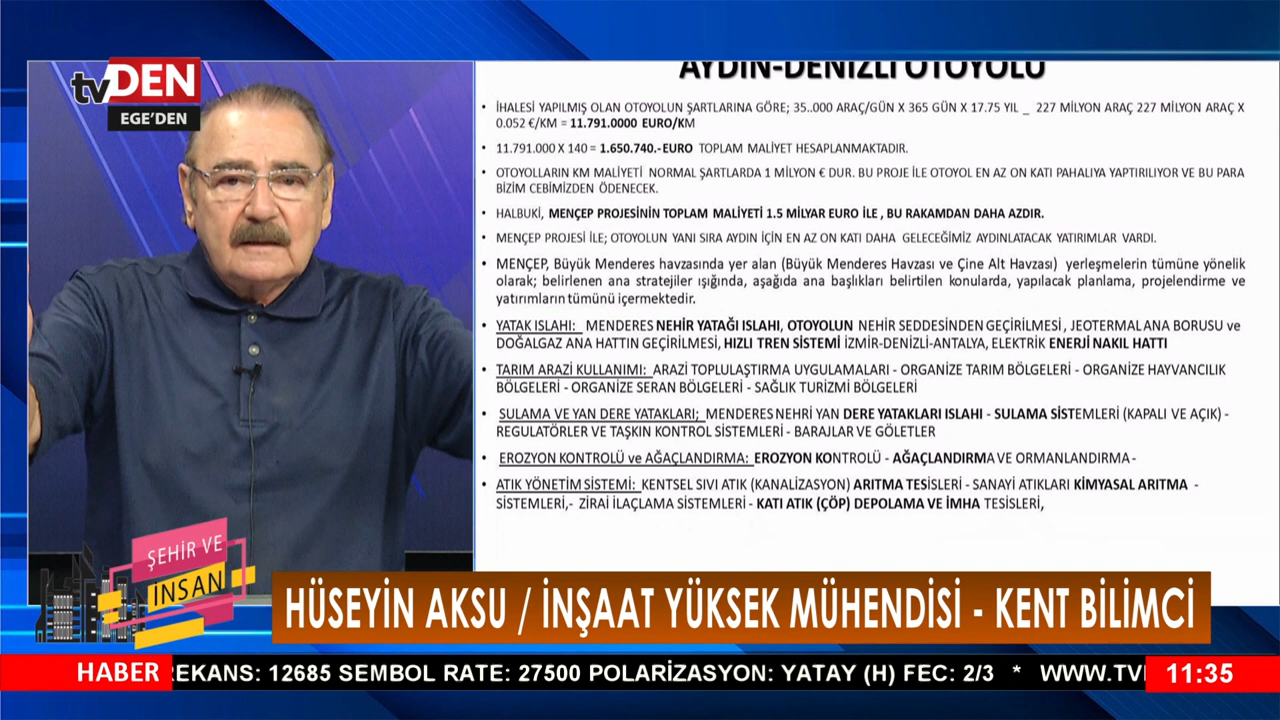 tvDEN
EGE'DEN
AYDIN-DENİZLİ OTOYOLU
• İHALESİ YAPILMIŞ OLAN OTOYOLUN ŞARTLARINA GÖRE; 35..000 ARAÇ/GÜN X 365 GÜN X 17.75 YIL _ 227 MİLYON ARAÇ 227 MİLYON ARAÇ X
0.052 €/KM = 11.791.0000 EURO/KM
• 11.791.000 X 140 = 1.650.740.- EURO TOPLAM MALİYET HESAPLANMAKTADIR.
• OTOYOLLARIN KM MALİYETİ NORMAL ŞARTLARDA 1 MİLYON € DUR. BU PROJE İLE OTOYOL EN AZ ON KATI PAHALIYA YAPTIRILIYOR VE BU PARA
BİZİM CEBİMİZDEN ÖDENECEK.
• HALBUKİ, MENÇEP PROJESİNİN TOPLAM MALİYETİ 1.5 MİLYAR EURO İLE , BU RAKAMDAN DAHA AZDIR.
• MENÇEP PROJESİ İLE; OTOYOLUN YANI SIRA AYDIN İÇİN EN AZ ON KATI DAHA GELECEĞİMİZ AYDINLATACAK YATIRIMLAR VARDI.
• MENÇEP, Büyük Menderes havzasında yer alan (Büyük Menderes Havzası ve Çine Alt Havzası) yerleşmelerin tümüne yönelik
olarak; belirlenen ana stratejiler ışığında, aşağıda ana başlıkları belirtilen konularda, yapılacak planlama, projelendirme ve
yatırımların tümünü içermektedir.
• YATAK ISLAHI: MENDERES NEHİR YATAĞI ISLAHI, OTOYOLUN NEHİR SEDDESİNDEN GEÇİRİLMESİ , JEOTERMAL ANA BORUSU ve
DOĞALGAZ ANA HATTIN GEÇİRİLMESİ, HIZLI TREN SİSTEMİ İZMİR-DENİZLİ-ANTALYA, ELEKTRİK ENERJİ NAKIL HATTI
• TARIM ARAZİ KULLANIMI: ARAZİ TOPLULAŞTIRMA UYGULAMALARI - ORGANİZE TARIM BÖLGELERİ - ORGANİZE HAYVANCILIK
BÖLGELERİ - ORGANİZE SERAN BÖLGELERİ - SAĞLIK TURİZMİ BÖLGELERİ
• SULAMA VE YAN DERE YATAKLARI; MENDERES NEHRİ YAN DERE YATAKLARI ISLAHI - SULAMA SİSTEMLERİ (KAPALI VE AÇIK) -
REGULATÖRLER VE TAŞKIN KONTROL SİSTEMLERİ - BARAJLAR VE GÖLETLER
• EROZYON KONTROLÜ ve AĞAÇLANDIRMA: EROZYON KONTROLÜ - AĞAÇLANDIRMA VE ORMANLANDIRMA -
• ATIK YÖNETİM SİSTEMİ: KENTSEL SIVI ATIK (KANALİZASYON) ARITMA TESİSLERİ - SANAYİ ATIKLARI KİMYASAL ARITMA -
SİSTEMLERİ,- ZİRAİ İLAÇLAMA SİSTEMLERİ - KATI ATIK (ÇÖP) DEPOLAMA VE İMHA TESİSLERİ,
ŞEHİR VE
İNSAN
HÜSEYİN AKSU / İNŞAAT YÜKSEK MÜHENDİSİ - KENT BİLİMCİ
HABER REKANS: 12685 SEMBOL RATE: 27500 POLARİZASYON: YATAY (H) FEC: 2/3 * WWW.TV 11:35